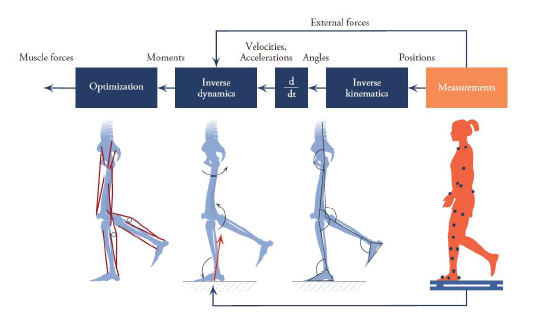 External forces
Velocities,
Muscle forces Moments Accelerations Angles Positions
Optimization
Inverse
dynamics
d
dt
Inverse
kinematics
Measurements